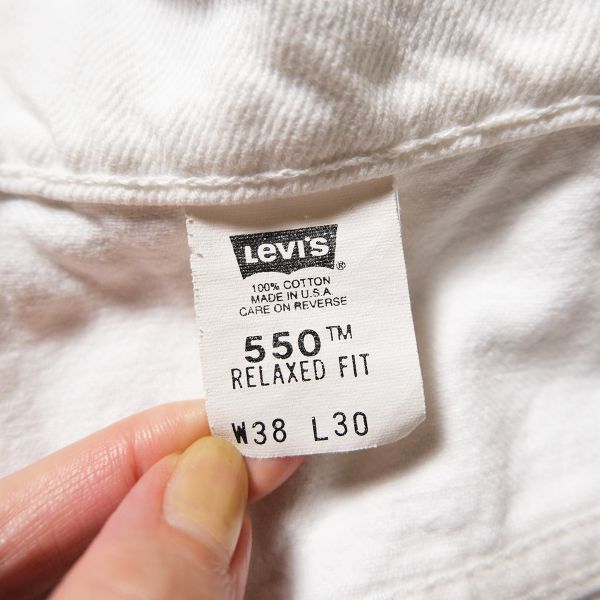 Levi's®
100% COTTON
MADE IN U.S.A.
CARE ON REVERSE
550™
RELAXED FIT
W38 L30